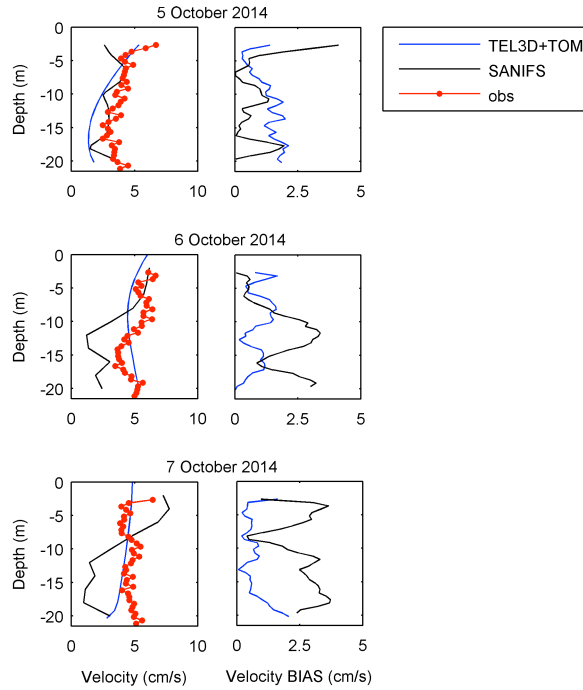 5 October 2014
TEL3D+TOM
SANIFS
obs
Depth (m)
0
-5
-10
-15
-20
0 5 10
0 2.5 5
6 October 2014
Depth (m)
0
-5
-10
-15
-20
0 5 10
0 2.5 5
7 October 2014
Depth (m)
0
-5
-10
-15
-20
0 5 10
0 2.5 5
Velocity (cm/s)
Velocity BIAS (cm/s)